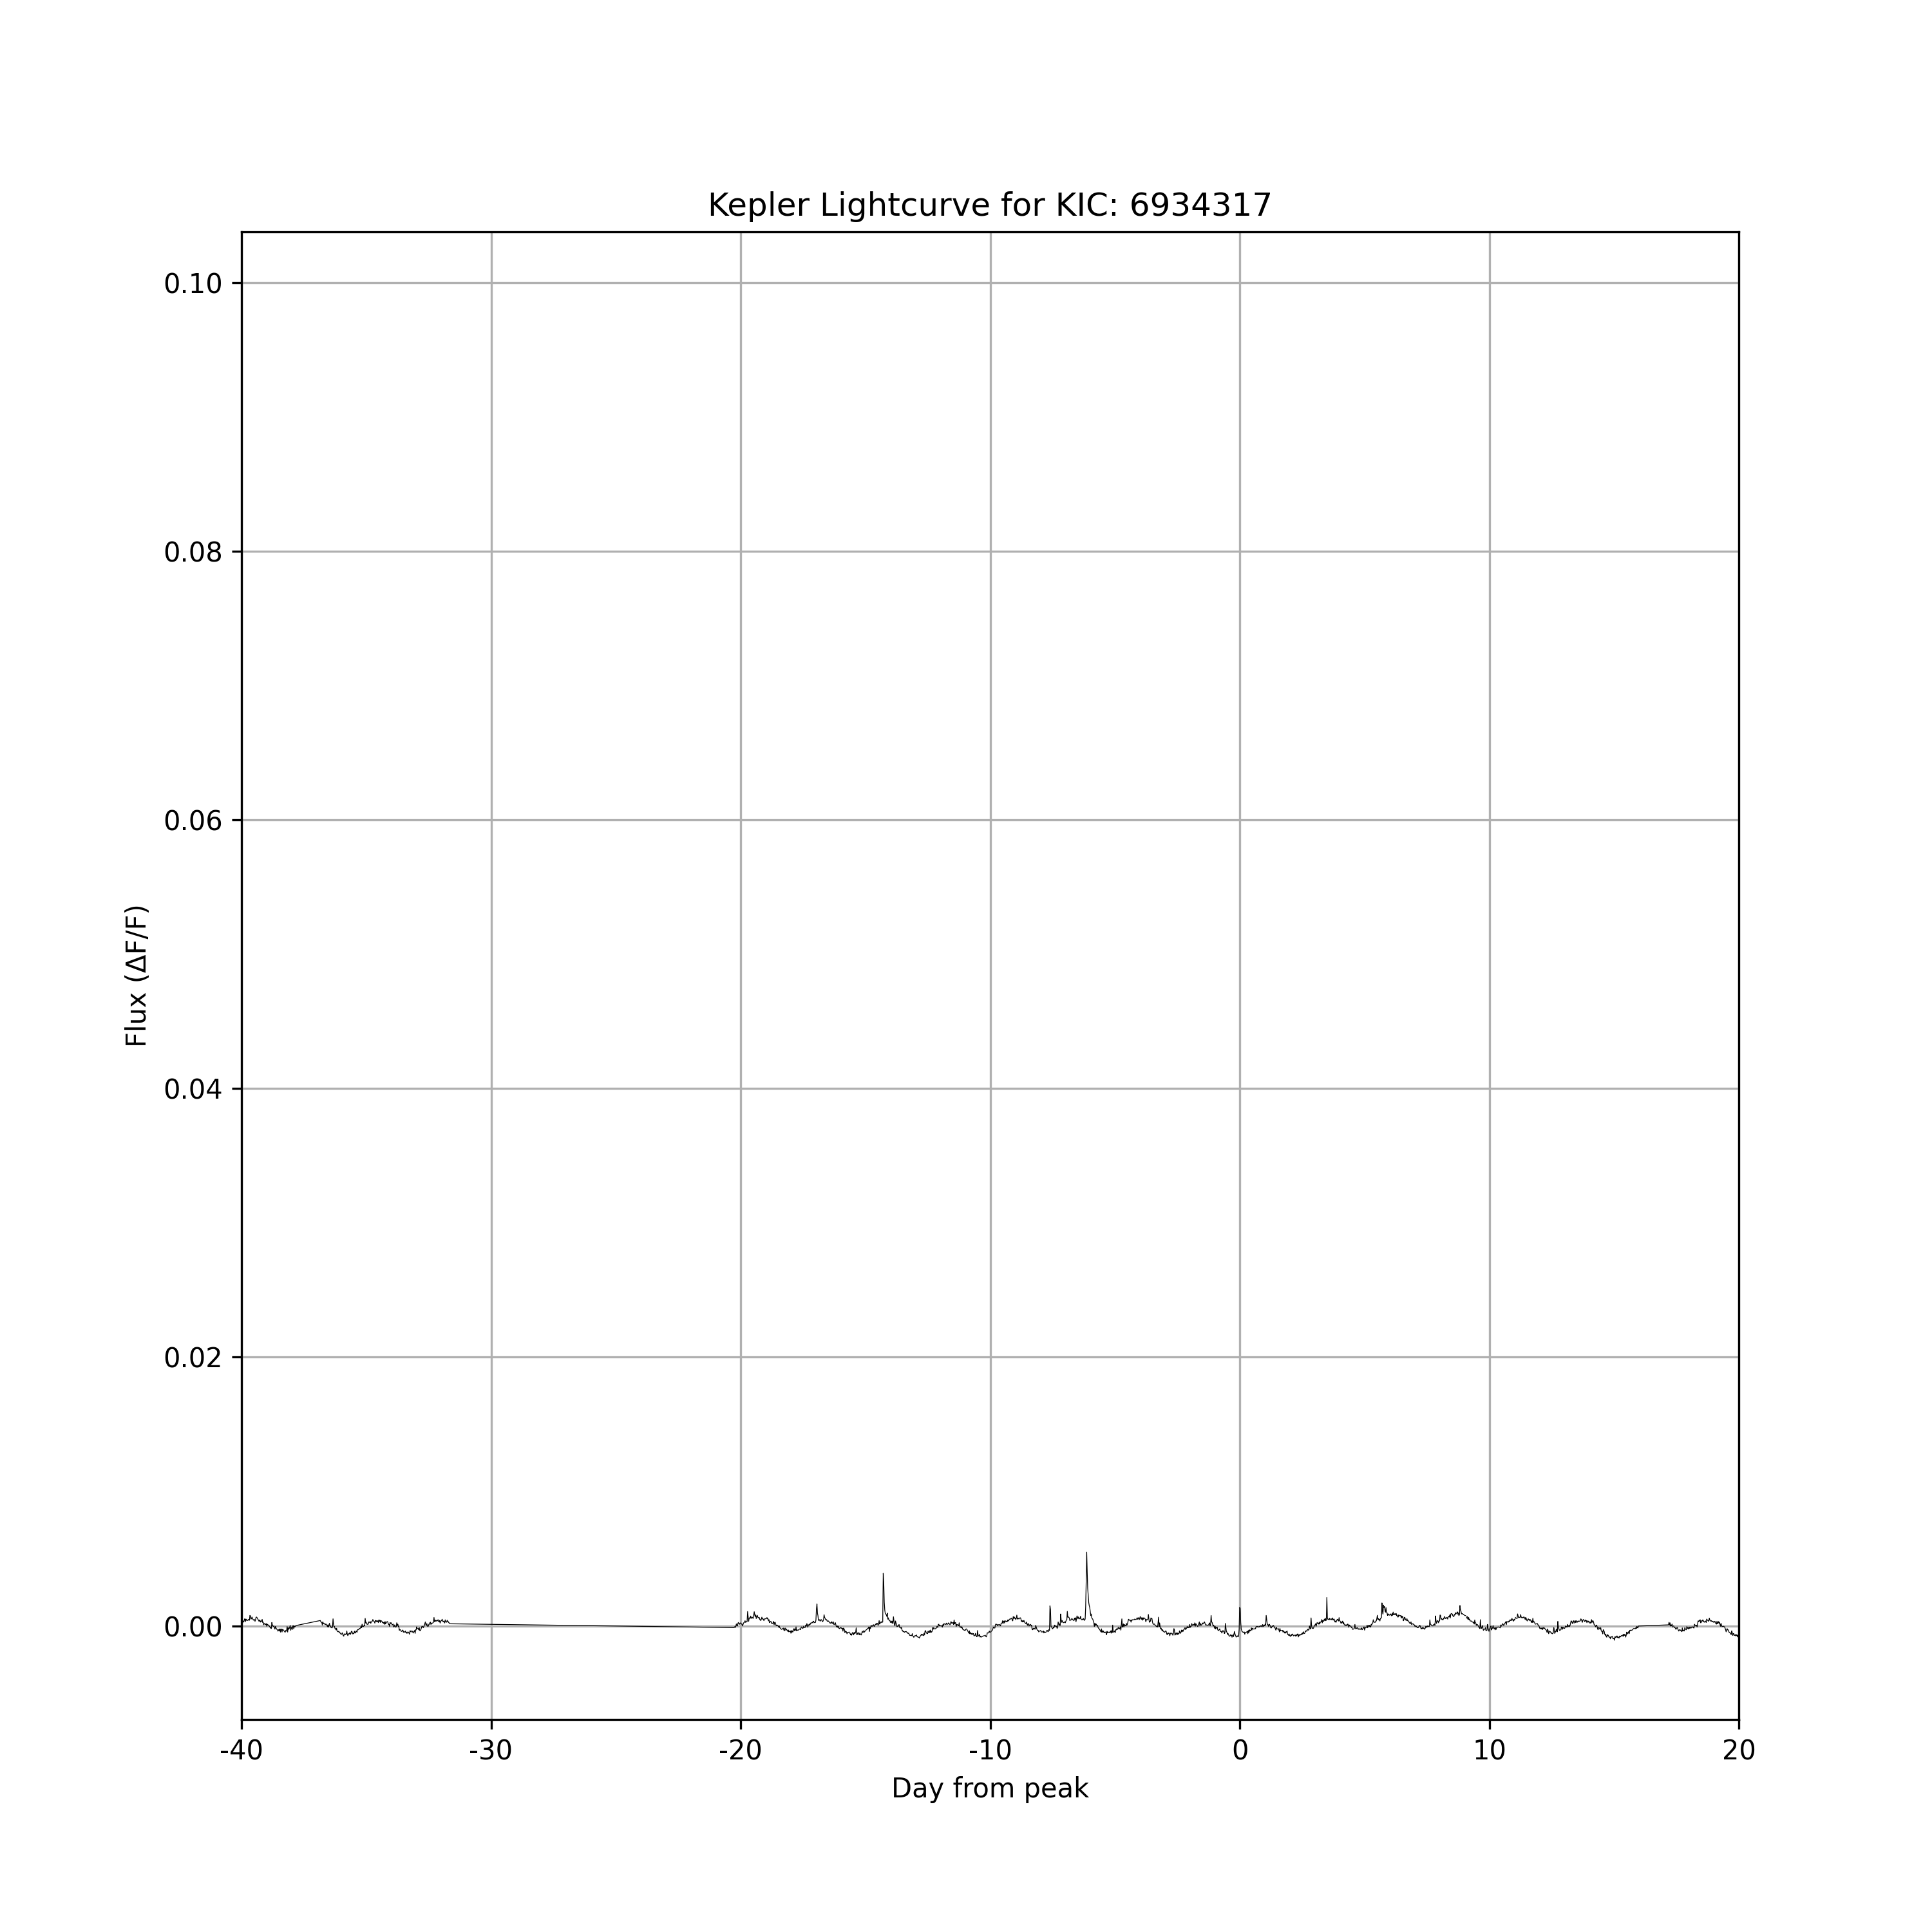 Kepler Lightcurve for KIC: 6934317
0.10
0.08
0.06
0.04
0.02
0.00
Flux (ΔF/F)
-40 -30 -20 -10 0 10 20
Day from peak